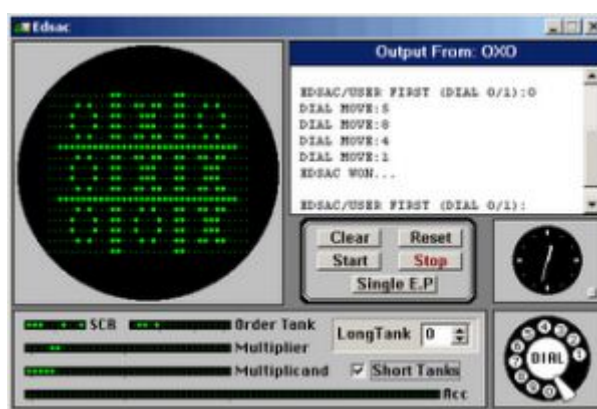 Edsac
O X O
O X X
O O X
Output From: OXO
EDSAC/USER FIRST (DIAL 0/1):0
DIAL MOVE:5
DIAL MOVE:8
DIAL MOVE:4
DIAL MOVE:1
EDSAC WON...
EDSAC/USER FIRST (DIAL 0/1):
Clear Reset
Start Stop
Single E.P
SCR Order Tank
Multiplier
Multiplicand
Acc
LongTank 0
Short Tanks
DIAL